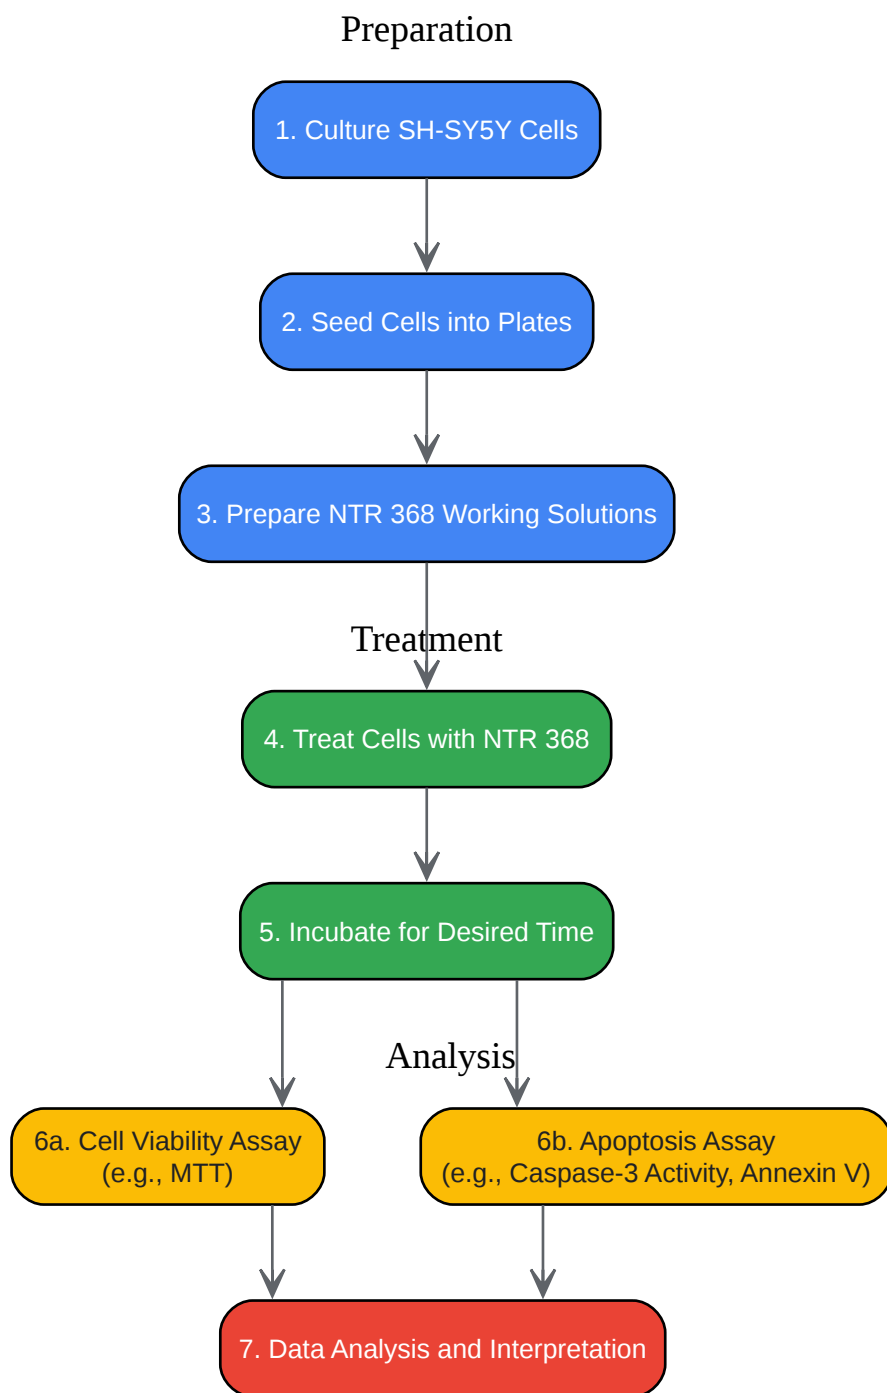 Preparation
1. Culture SH-SY5Y Cells
2. Seed Cells into Plates
3. Prepare NTR 368 Working Solutions
Treatment
4. Treat Cells with NTR 368
5. Incubate for Desired Time
Analysis
6a. Cell Viability Assay
(e.g., MTT)
6b. Apoptosis Assay
(e.g., Caspase-3 Activity, Annexin V)
7. Data Analysis and Interpretation